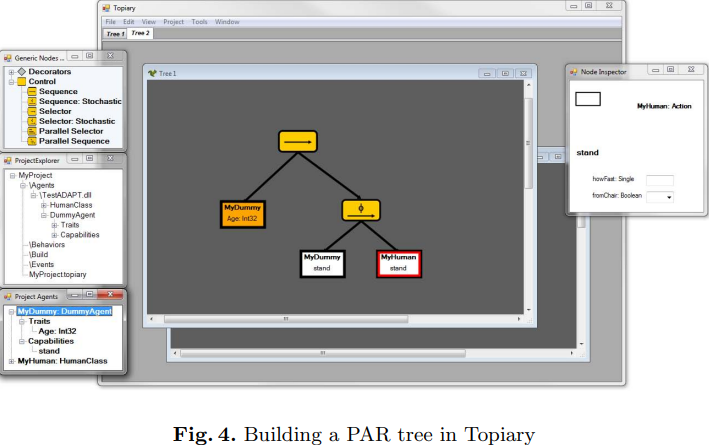 Topiary
File Edit View Project Tools Window
Tree 1 Tree 2
Generic Nodes ...
Decorators
Control
Sequence
Sequence: Stochastic
Selector
Selector: Stochastic
Parallel Selector
Parallel Sequence
ProjectExplorer
MyProject
\Agents
\TestADAPT.dll
HumanClass
DummyAgent
Traits
Capabilities
\Behaviors
\Build
\Events
MyProject.topiary
Project Agents
MyDummy: DummyAgent
Traits
Age: Int32
Capabilities
stand
MyHuman: HumanClass
Tree 1
MyDummy
Age: Int32
ϕ
MyDummy
stand
MyHuman
stand
Node Inspector
MyHuman: Action
stand
howFast: Single
fromChair: Boolean
Fig. 4. Building a PAR tree in Topiary